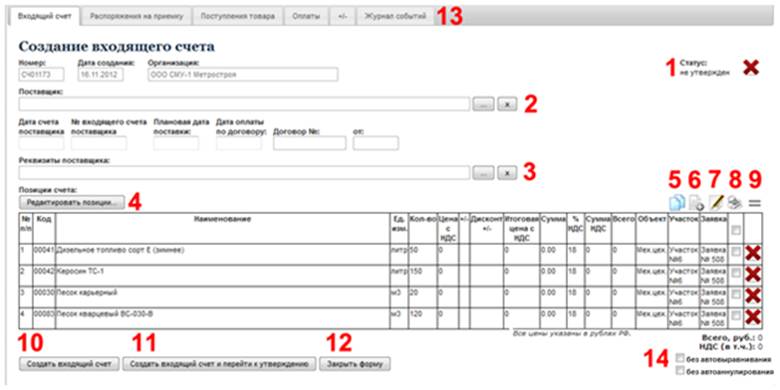 Входящий счет Распоряжения на приемку Поступления товара Оплаты +/- Журнал событий 13
Создание входящего счета
Номер: Дата создания: Организация:
СЧ01173 16.11.2012 ООО СМУ-1 Метростроя
1 Статус:
не утвержден
Поставщик:
... x 2
Дата счета поставщика № входящего счета поставщика Плановая дата поставки: Дата оплаты по договору: Договор №: от:
Реквизиты поставщика:
... x 3
Позиции счета:
Редактировать позиции... 4
5 6 7 8 9
№ п/п Код Наименование Ед. изм. Кол-во Цена с НДС +/- Дисконт +/- Итоговая цена с НДС Сумма % НДС Сумма НДС Всего Объект Участок Заявка
1 00041 Дизельное топливо сорт Е (зимнее) литр 50 0 0 0.00 18 0 0 Мех.цех. Участок №6 Заявка № 508
2 00042 Керосин ТС-1 литр 150 0 0 0.00 18 0 0 Мех.цех. Участок №6 Заявка № 508
3 00030 Песок карьерный м3 20 0 0 0.00 18 0 0 Мех.цех. Участок №6 Заявка № 508
4 00083 Песок кварцевый ВС-030-В м3 120 0 0 0.00 18 0 0 Мех.цех. Участок №6 Заявка № 508
Все цены указаны в рублях РФ.
Всего, руб.: 0
НДС (в т.ч.): 0
10 11 12
Создать входящий счет Создать входящий счет и перейти к утверждению Закрыть форму
14 без автовыравнивания
без автоаннулирования